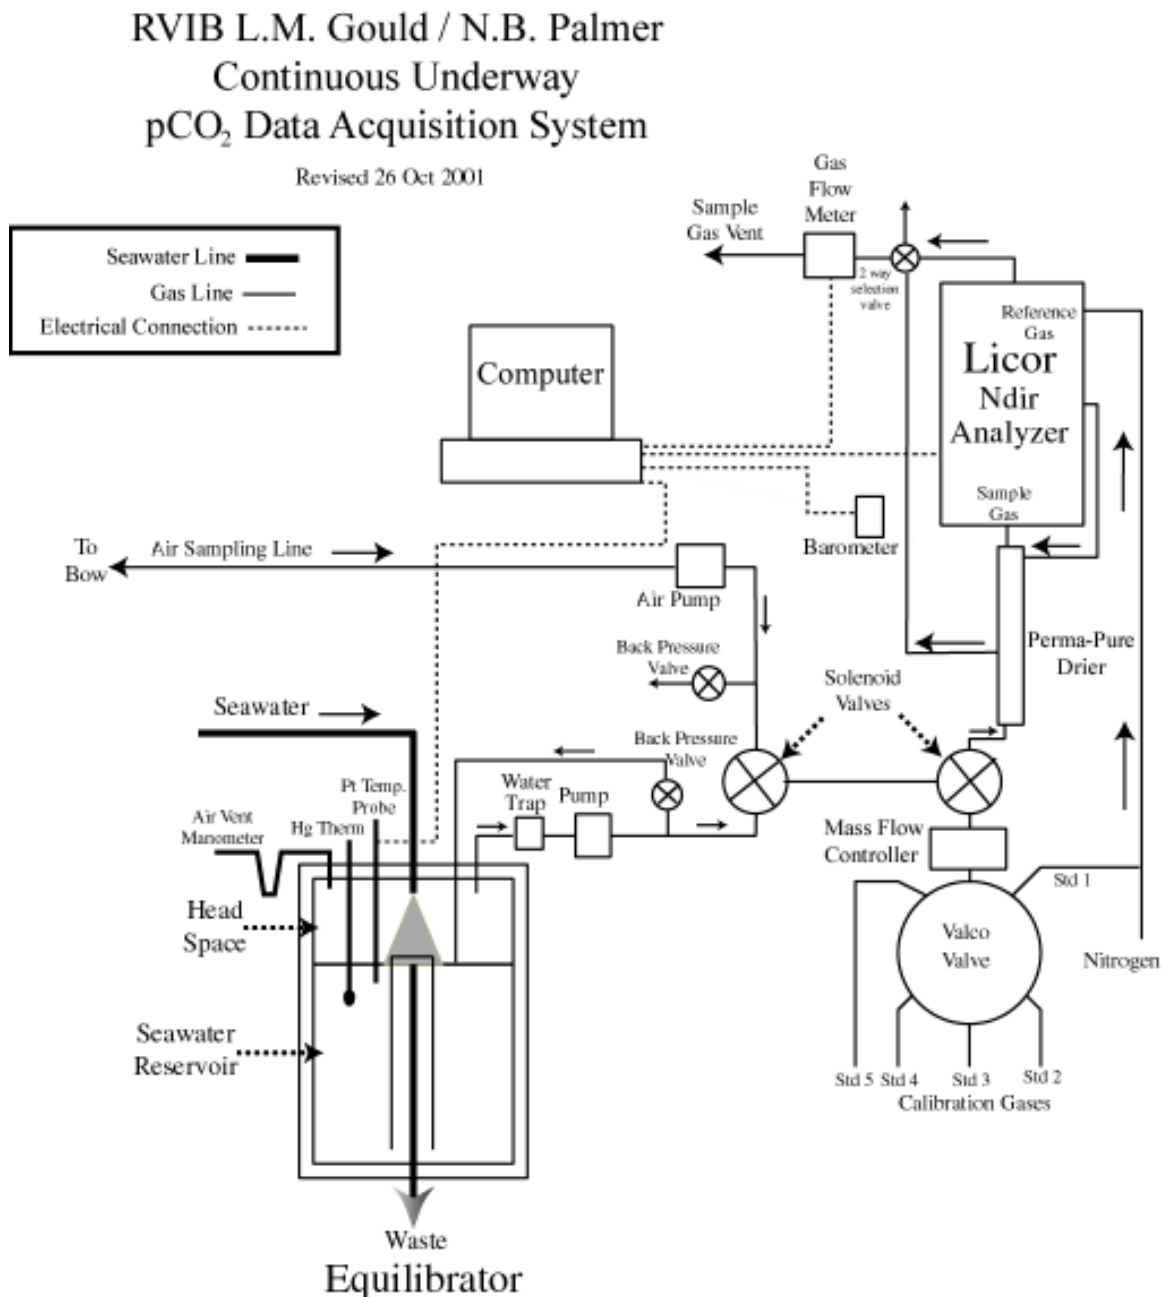 RVIB L.M. Gould / N.B. Palmer
Continuous Underway
pCO₂ Data Acquisition System
Revised 26 Oct 2001
Seawater Line
Gas Line
Electrical Connection
Gas
Flow
Meter
Sample
Gas Vent
2 way
selection
valve
Reference
Gas
Licor
Ndir
Analyzer
Sample
Gas
Computer
Barometer
To
Bow
Air Sampling Line
Air Pump
Back Pressure
Valve
Perma-Pure
Drier
Solenoid
Valves
Seawater
Back Pressure
Valve
Water
Trap
Pump
Pt Temp.
Probe
Hg Therm
Air Vent
Manometer
Mass Flow
Controller
Head
Space
Std 1
Valco
Valve
Nitrogen
Seawater
Reservoir
Std 5
Std 4
Std 3
Std 2
Calibration Gases
Waste
Equilibrator